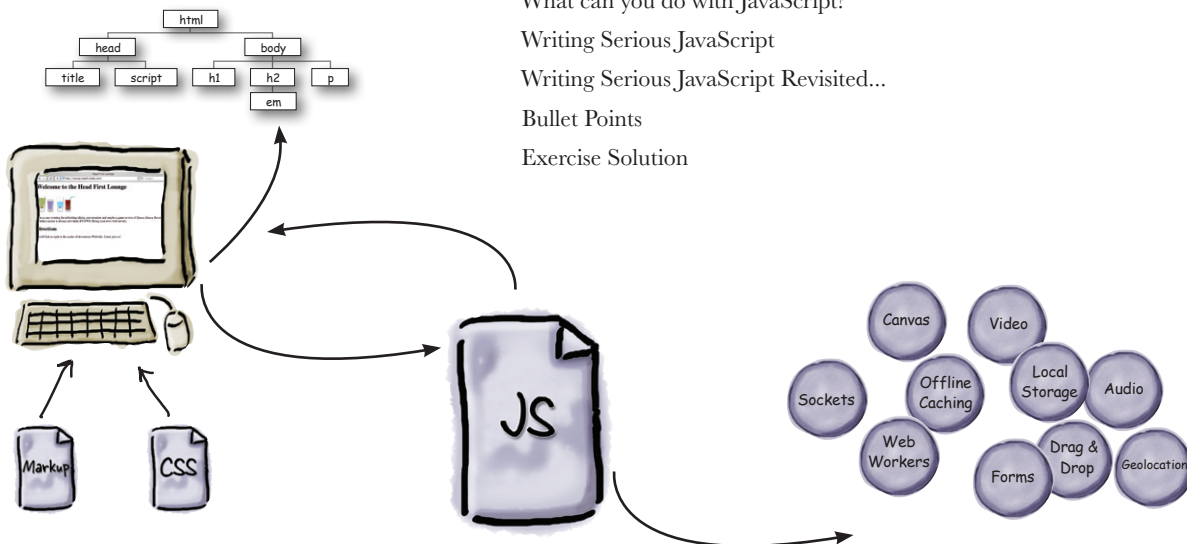 What can you do with JavaScript?
Writing Serious JavaScript
Writing Serious JavaScript Revisited...
Bullet Points
Exercise Solution
html
head
body
title
script
h1
h2
p
em
Welcome to the Head First Lounge
Directions
Markup
CSS
JS
Canvas
Video
Sockets
Offline
Caching
Local
Storage
Audio
Web
Workers
Forms
Drag &
Drop
Geolocation